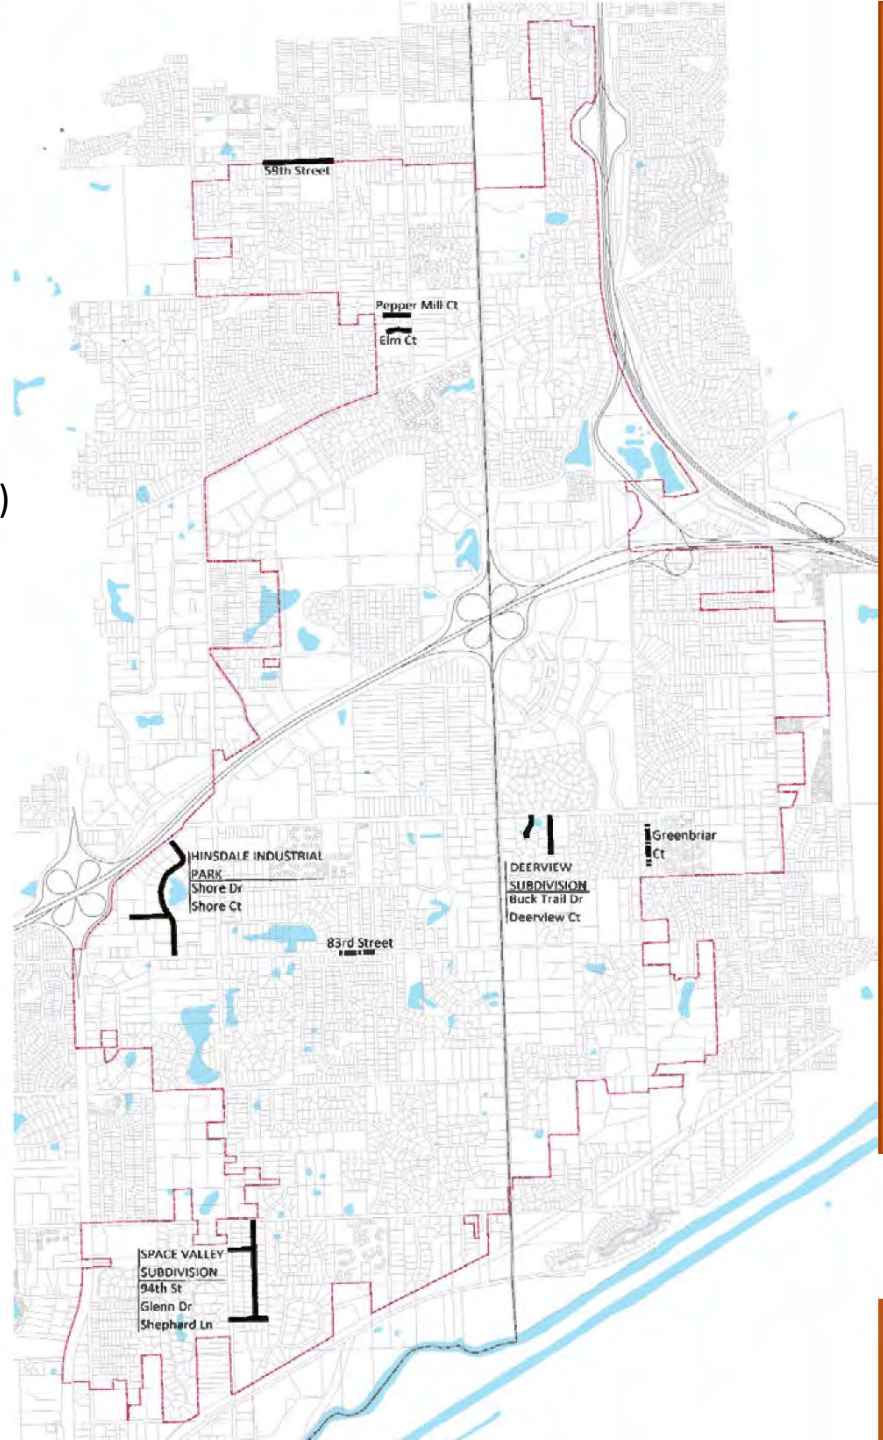 59th Street
Pepper Mill Ct
Elm Ct
)
HINSDALE INDUSTRIAL
PARK
Shore Dr
Shore Ct
Greenbriar
Ct
DEERVIEW
SUBDIVISION
Buck Trail Dr
Deerview Ct
83rd Street
SPACE VALLEY
SUBDIVISION
94th St
Glenn Dr
Shephard Ln